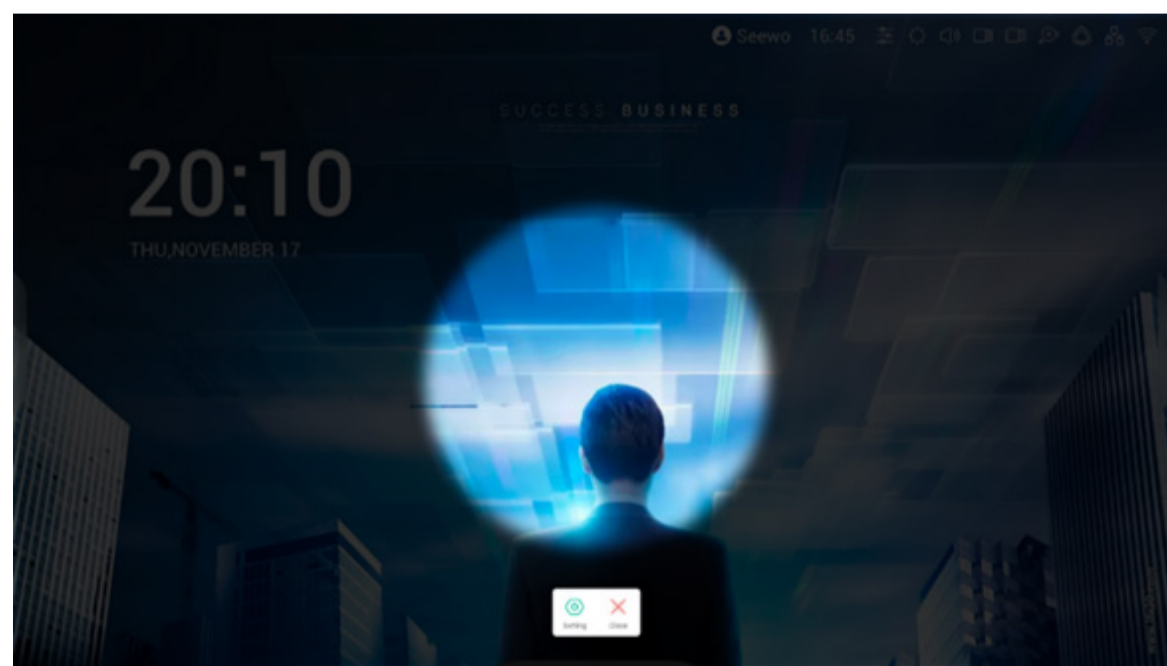 Seewo 16:45
SUCCESS BUSINESS
20:10
THU,NOVEMBER 17
Setting Close